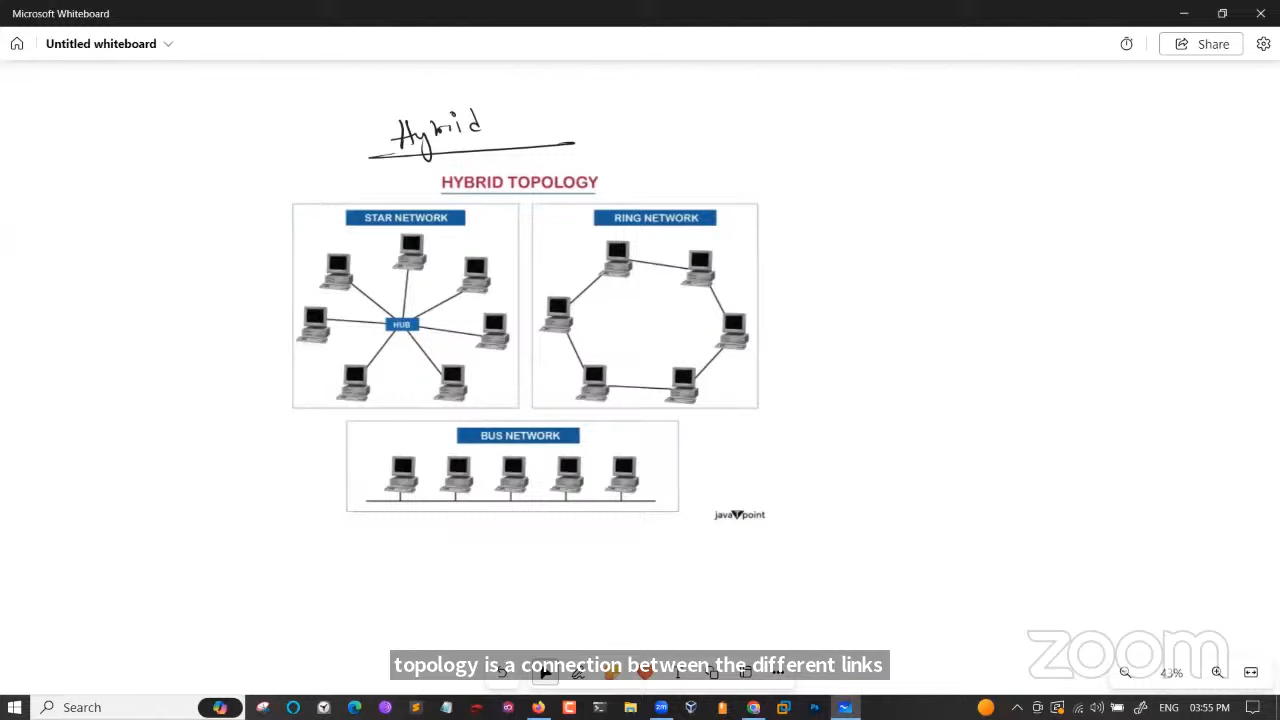 Microsoft Whiteboard
Untitled whiteboard
Share
Hybrid
HYBRID TOPOLOGY
STAR NETWORK
RING NETWORK
HUB
BUS NETWORK
javaTpoint
zoom
topology is a connection between the different links
43%
Search
ENG
03:55 PM